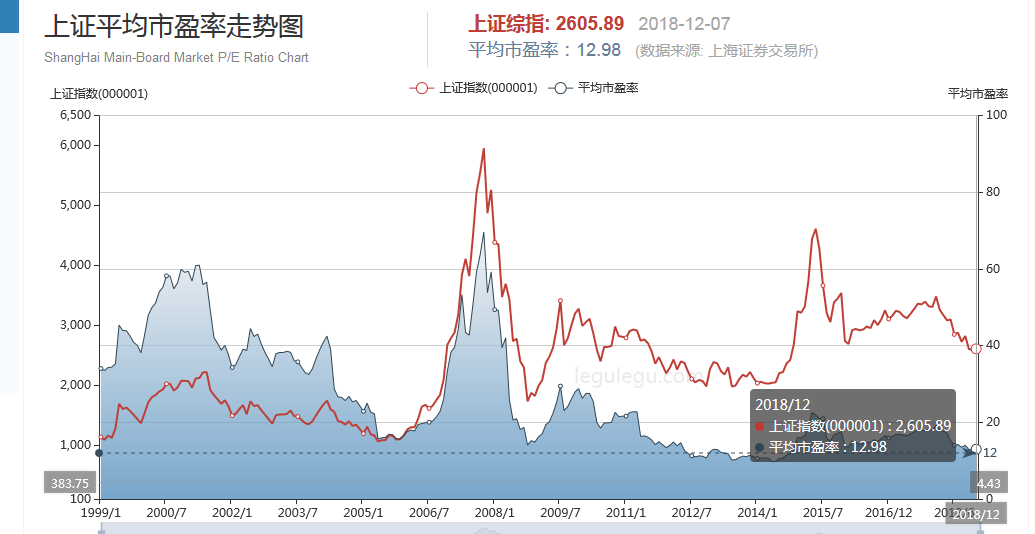 上证平均市盈率走势图
ShangHai Main-Board Market P/E Ratio Chart
上证综指: 2605.89 2018-12-07
平均市盈率：12.98 (数据来源: 上海证券交易所)
上证指数(000001) 平均市盈率
上证指数(000001)
平均市盈率
6,500
6,000
5,000
4,000
3,000
2,000
1,000
383.75
100
100
80
60
40
20
12
4.43
0
legulegu.com
2018/12
上证指数(000001) : 2,605.89
平均市盈率 : 12.98
1999/1 2000/7 2002/1 2003/7 2005/1 2006/7 2008/1 2009/7 2011/1 2012/7 2014/1 2015/7 2016/12
2018/12